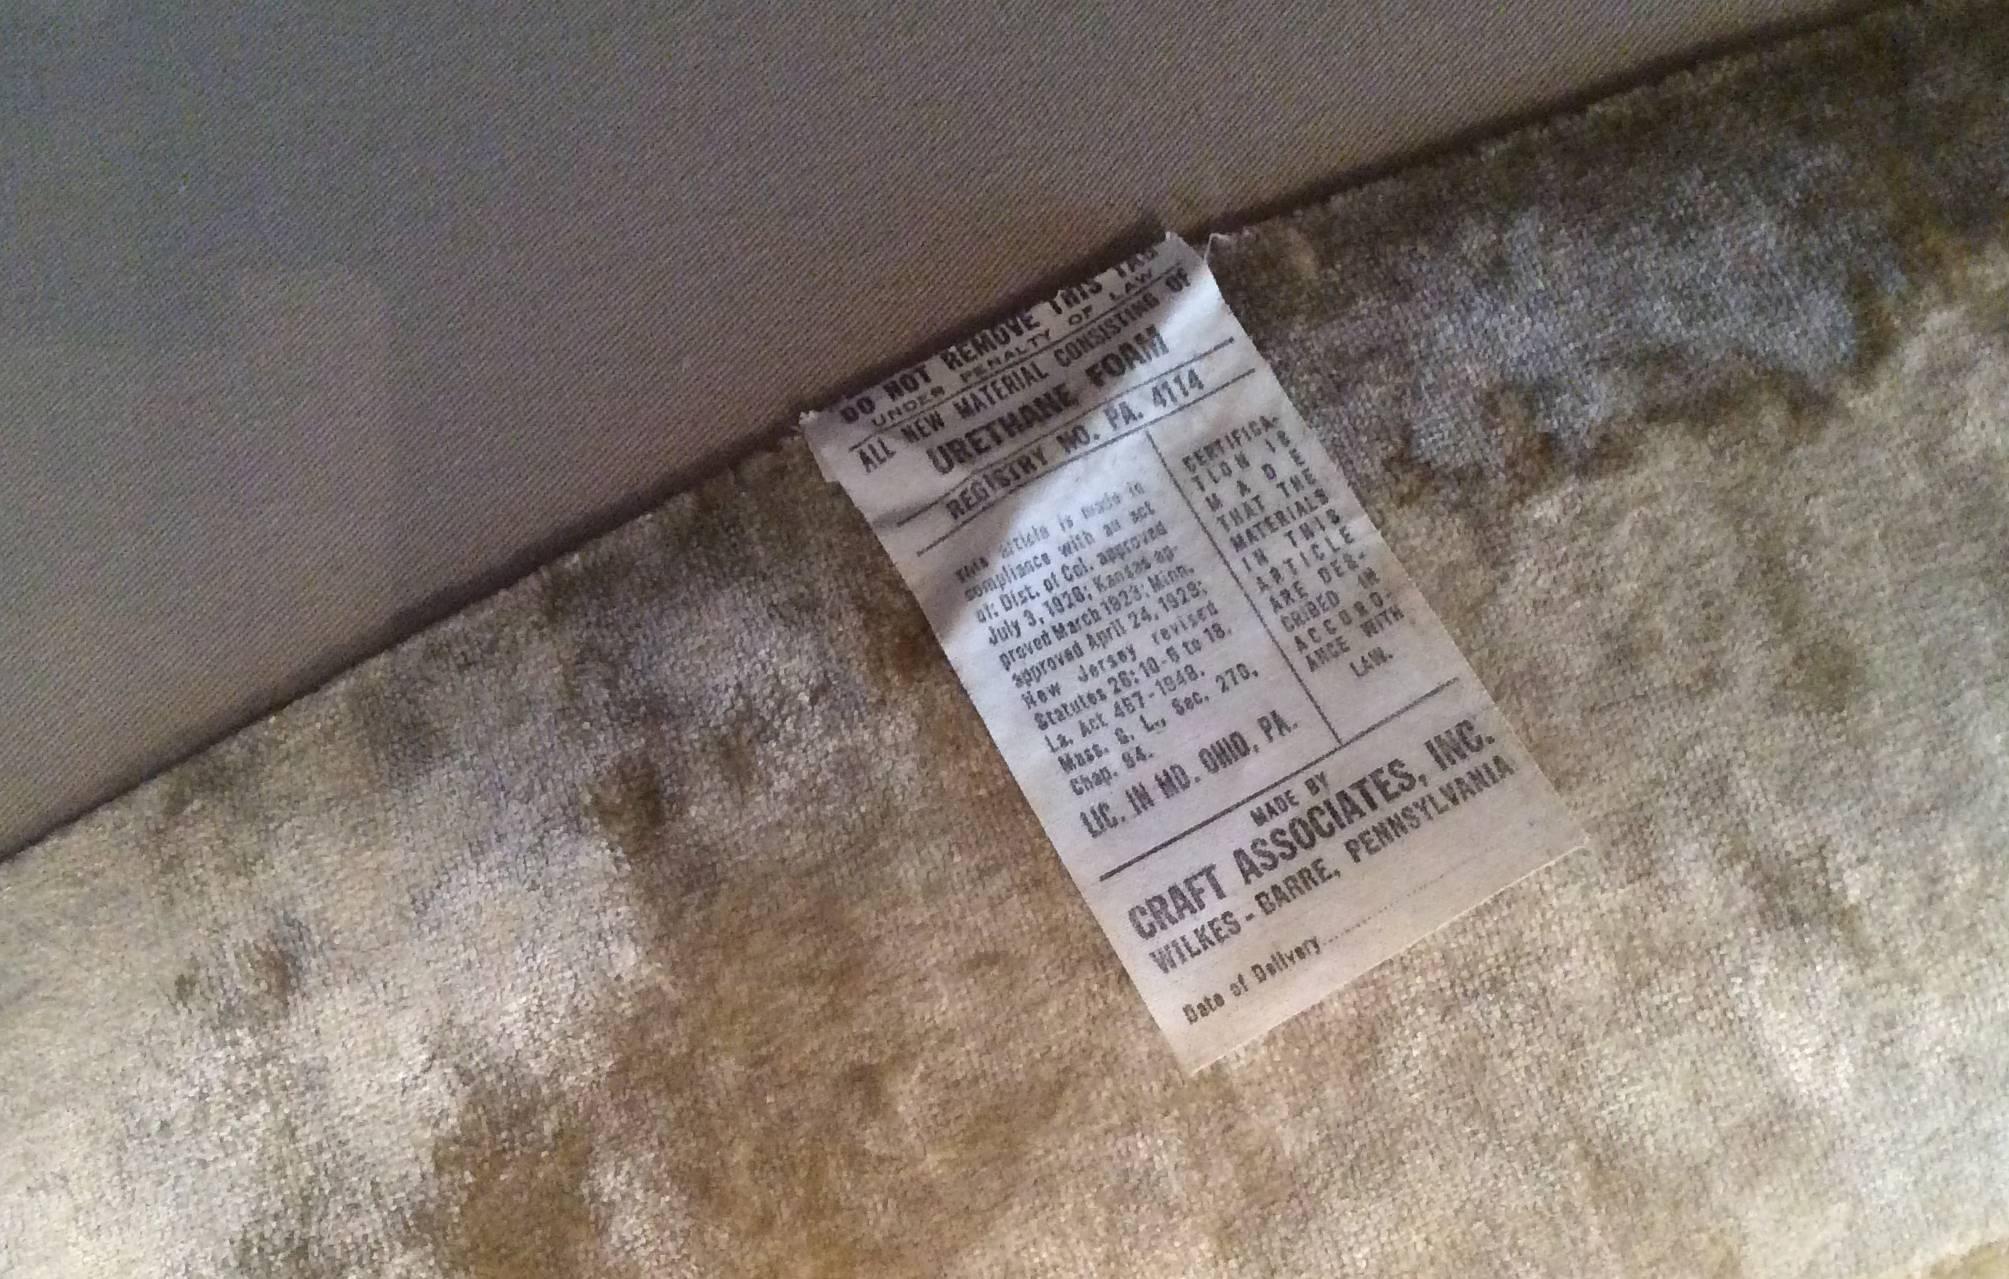 DO NOT REMOVE THIS TAG
UNDER PENALTY OF LAW
ALL NEW MATERIAL CONSISTING OF
URETHANE FOAM
REGISTRY NO. PA. 4114
This article is made in
compliance with an act
of: Dist. of Col. approved
July 3, 1926; Kansas ap-
proved March 1923; Minn.
approved April 24, 1929;
New Jersey revised
Statutes 26: 10-6 to 18.
La. Act 467-1948.
Mass. G. L., Sec. 270,
Chap. 94.
LIC. IN MD. OHIO, PA.
CERTIFICA-
TION IS
MADE
THAT THE
MATERIALS
IN THIS
ARTICLE
ARE DES-
CRIBED IN
ACCORD-
ANCE WITH
LAW.
MADE BY
CRAFT ASSOCIATES, INC.
WILKES-BARRE, PENNSYLVANIA
Date of Delivery